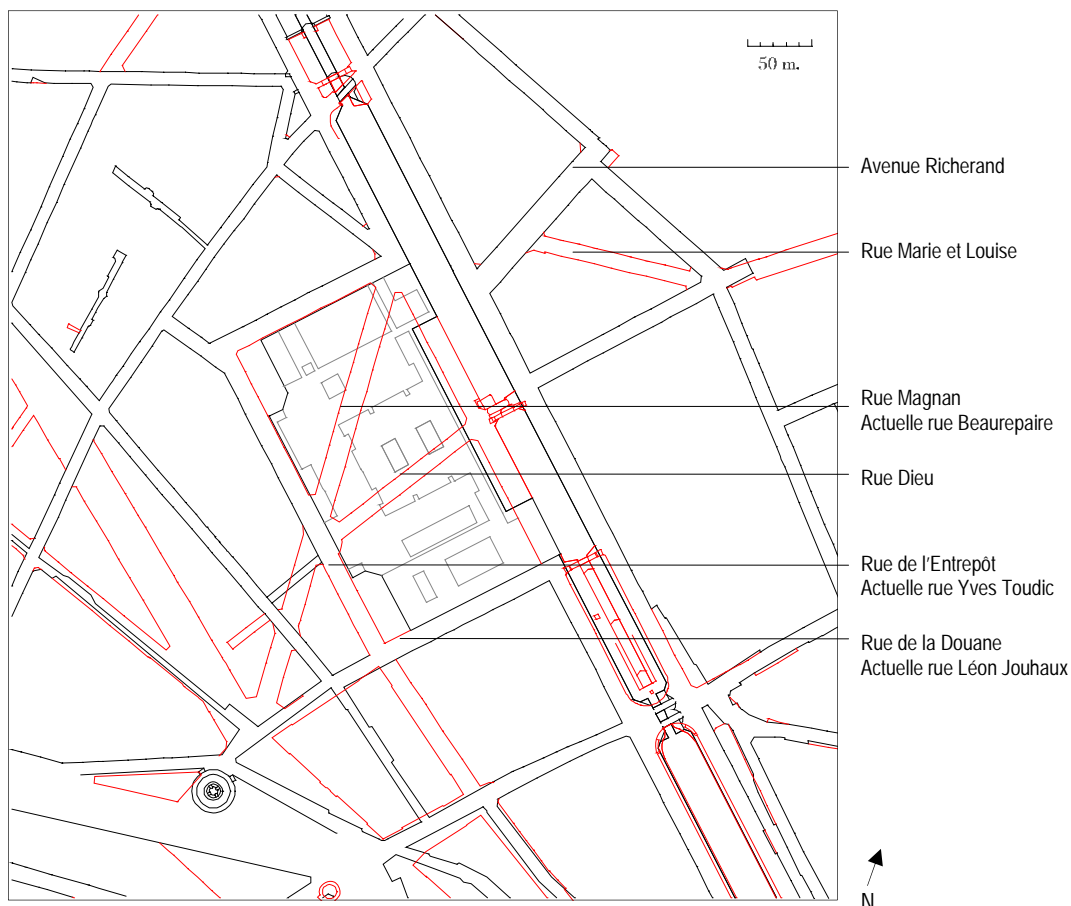 50 m.
Avenue Richerand
Rue Marie et Louise
Rue Magnan
Actuelle rue Beaurepaire
Rue Dieu
Rue de l'Entrepôt
Actuelle rue Yves Toudic
Rue de la Douane
Actuelle rue Léon Jouhaux
N